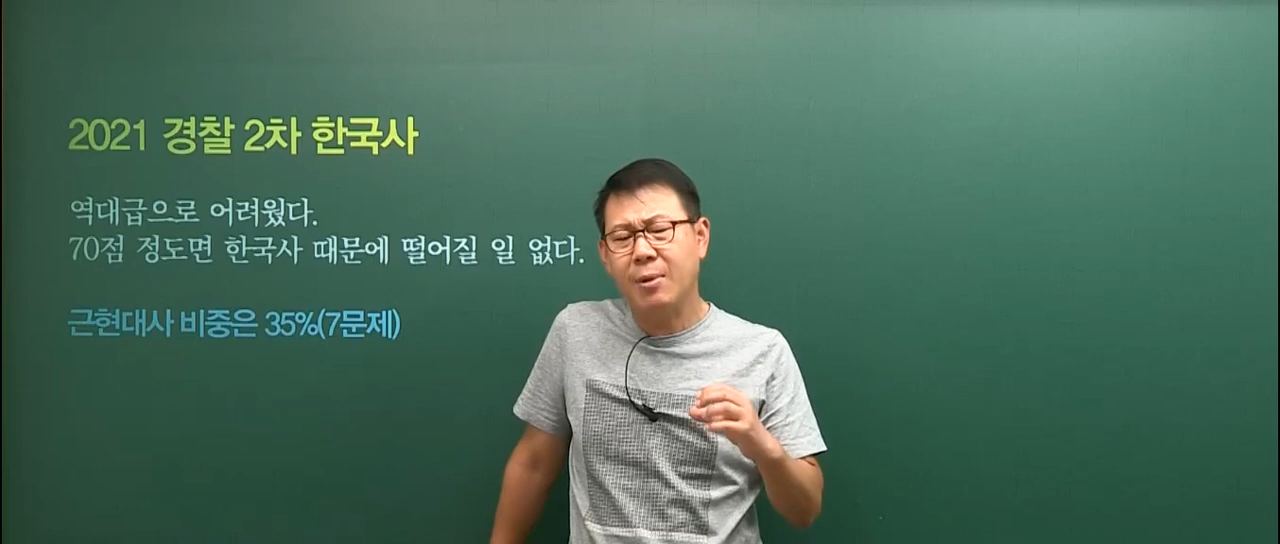 2021 경찰 2차 한국사
역대급으로 어려웠다.
70점 정도면 한국사 때문에 떨어질 일 없다.
근현대사 비중은 35%(7문제)